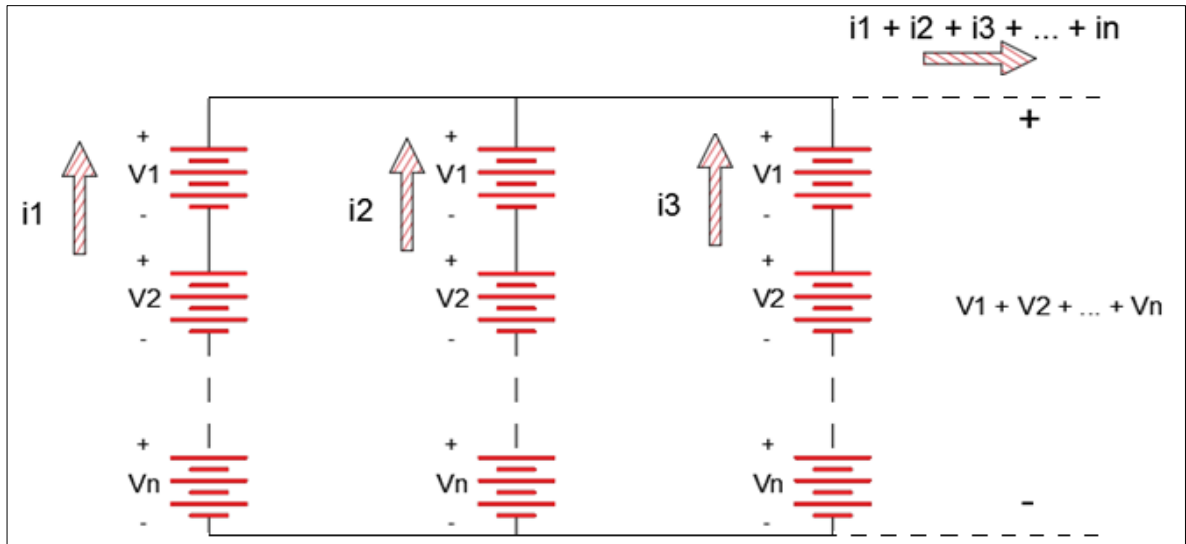 i1 + i2 + i3 + ... + in
+
+
V1
-
i1
+
V2
-
+
Vn
-
+
V1
-
i2
+
V2
-
+
Vn
-
+
V1
-
i3
+
V2
-
+
Vn
-
V1 + V2 + ... + Vn
-